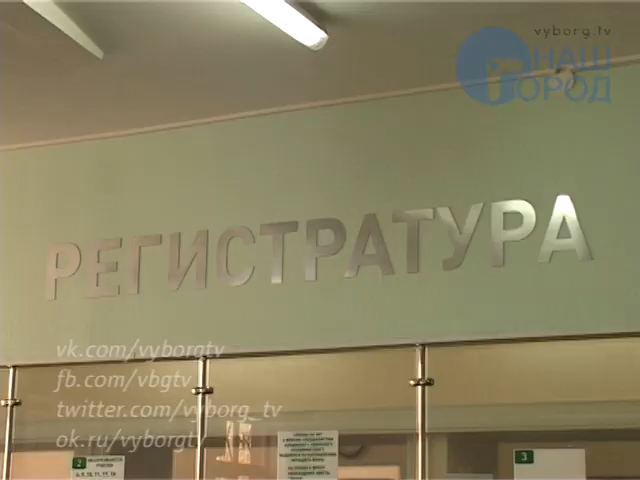 vyborg.tv
НАШ
ГОРОД
РЕГИСТРАТУРА
vk.com/vyborgtv
fb.com/vbgtv
twitter.com/vyborg_tv
ok.ru/vyborgtv
2
3